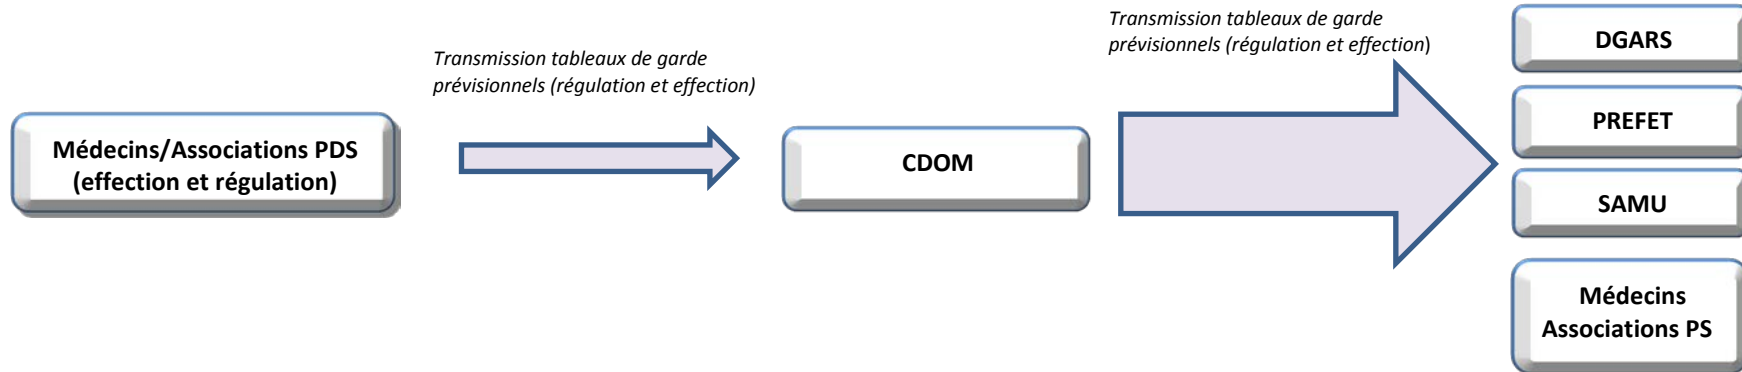 Médecins/Associations PDS
(effection et régulation)
Transmission tableaux de garde
prévisionnels (régulation et effection)
CDOM
Transmission tableaux de garde
prévisionnels (régulation et effection)
DGARS
PREFET
SAMU
Médecins
Associations PS